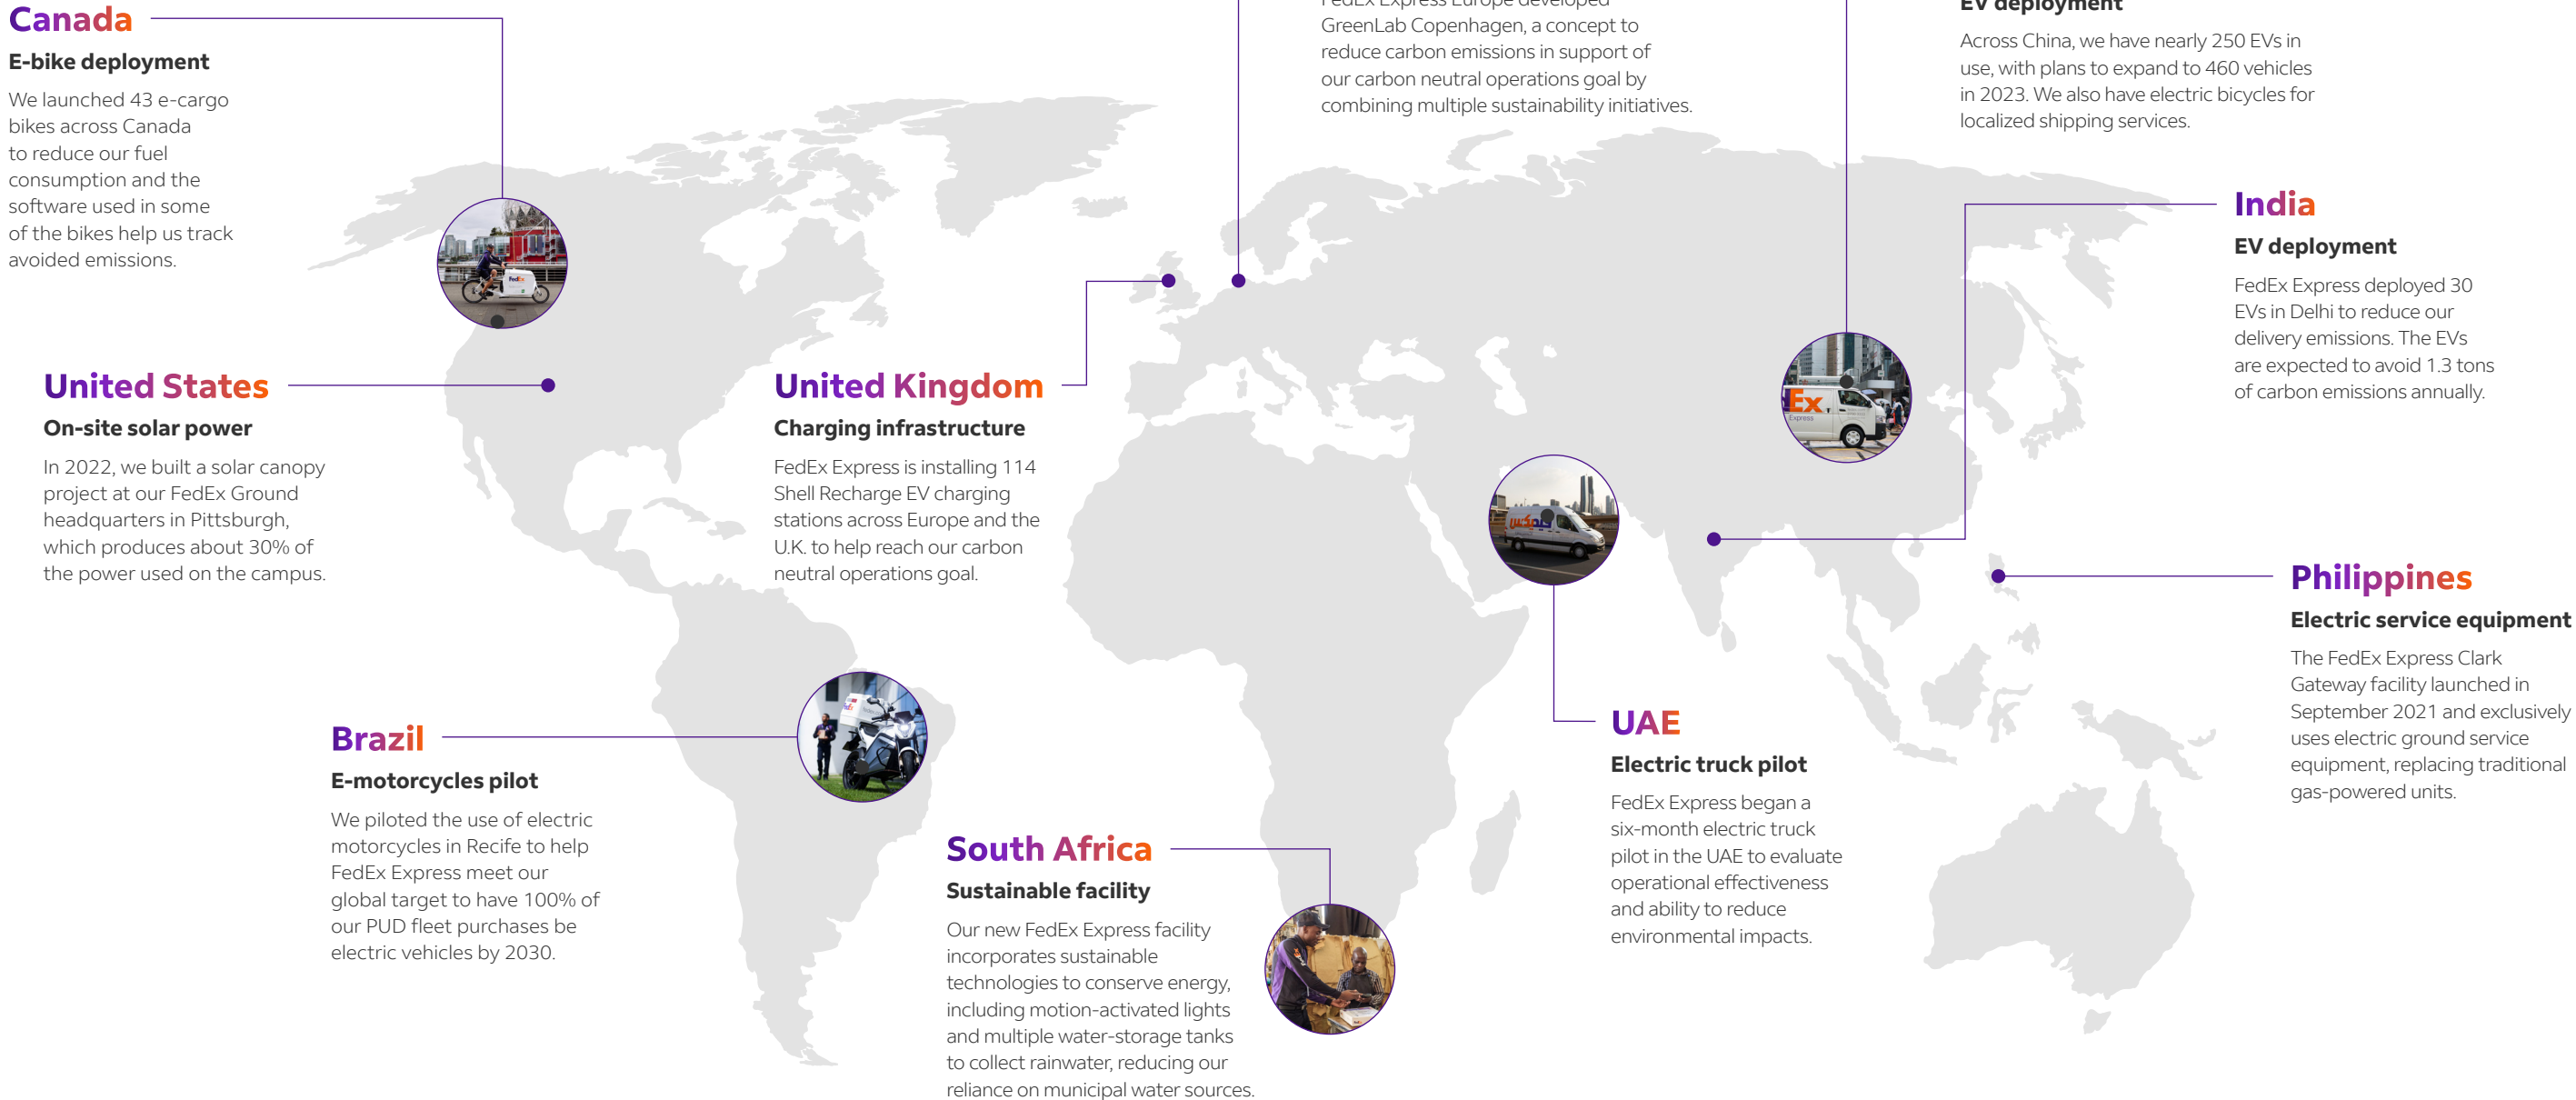 Canada
E-bike deployment
We launched 43 e-cargo
bikes across Canada
to reduce our fuel
consumption and the
software used in some
of the bikes help us track
avoided emissions.
FedEx Express Europe developed
GreenLab Copenhagen, a concept to
reduce carbon emissions in support of
our carbon neutral operations goal by
combining multiple sustainability initiatives.
EV deployment
Across China, we have nearly 250 EVs in
use, with plans to expand to 460 vehicles
in 2023. We also have electric bicycles for
localized shipping services.
India
EV deployment
FedEx Express deployed 30
EVs in Delhi to reduce our
delivery emissions. The EVs
are expected to avoid 1.3 tons
of carbon emissions annually.
FedEx
United States
On-site solar power
In 2022, we built a solar canopy
project at our FedEx Ground
headquarters in Pittsburgh,
which produces about 30% of
the power used on the campus.
United Kingdom
Charging infrastructure
FedEx Express is installing 114
Shell Recharge EV charging
stations across Europe and the
U.K. to help reach our carbon
neutral operations goal.
Ex
Express
فيديكس
Philippines
Electric service equipment
The FedEx Express Clark
Gateway facility launched in
September 2021 and exclusively
uses electric ground service
equipment, replacing traditional
gas-powered units.
Brazil
E-motorcycles pilot
We piloted the use of electric
motorcycles in Recife to help
FedEx Express meet our
global target to have 100% of
our PUD fleet purchases be
electric vehicles by 2030.
UAE
Electric truck pilot
FedEx Express began a
six-month electric truck
pilot in the UAE to evaluate
operational effectiveness
and ability to reduce
environmental impacts.
South Africa
Sustainable facility
Our new FedEx Express facility
incorporates sustainable
technologies to conserve energy,
including motion-activated lights
and multiple water-storage tanks
to collect rainwater, reducing our
reliance on municipal water sources.